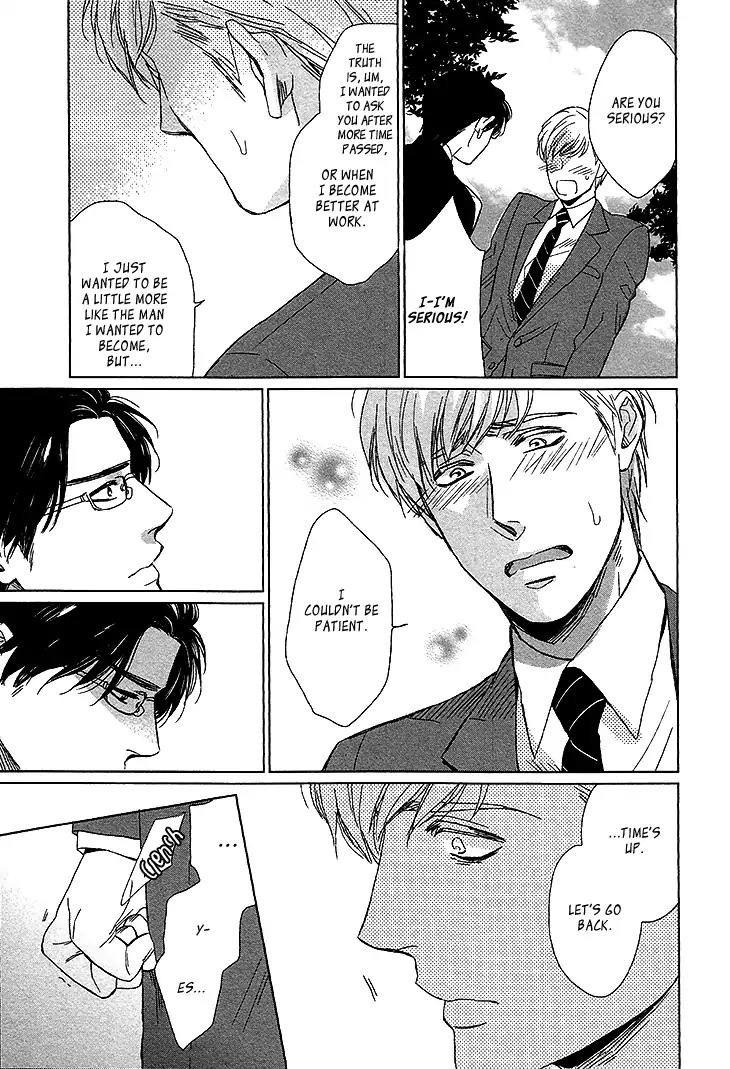 ARE YOU
SERIOUS?
I-I'M
SERIOUS!
THE
TRUTH
IS, UM,
I WANTED
TO ASK
YOU AFTER
MORE TIME
PASSED,
OR WHEN
I BECOME
BETTER AT
WORK.
I JUST
WANTED TO BE
A LITTLE MORE
LIKE THE MAN
I WANTED TO
BECOME,
BUT...
I
COULDN'T BE
PATIENT.
...TIME'S
UP.
LET'S GO
BACK.
...
Y-
ES...
Clench